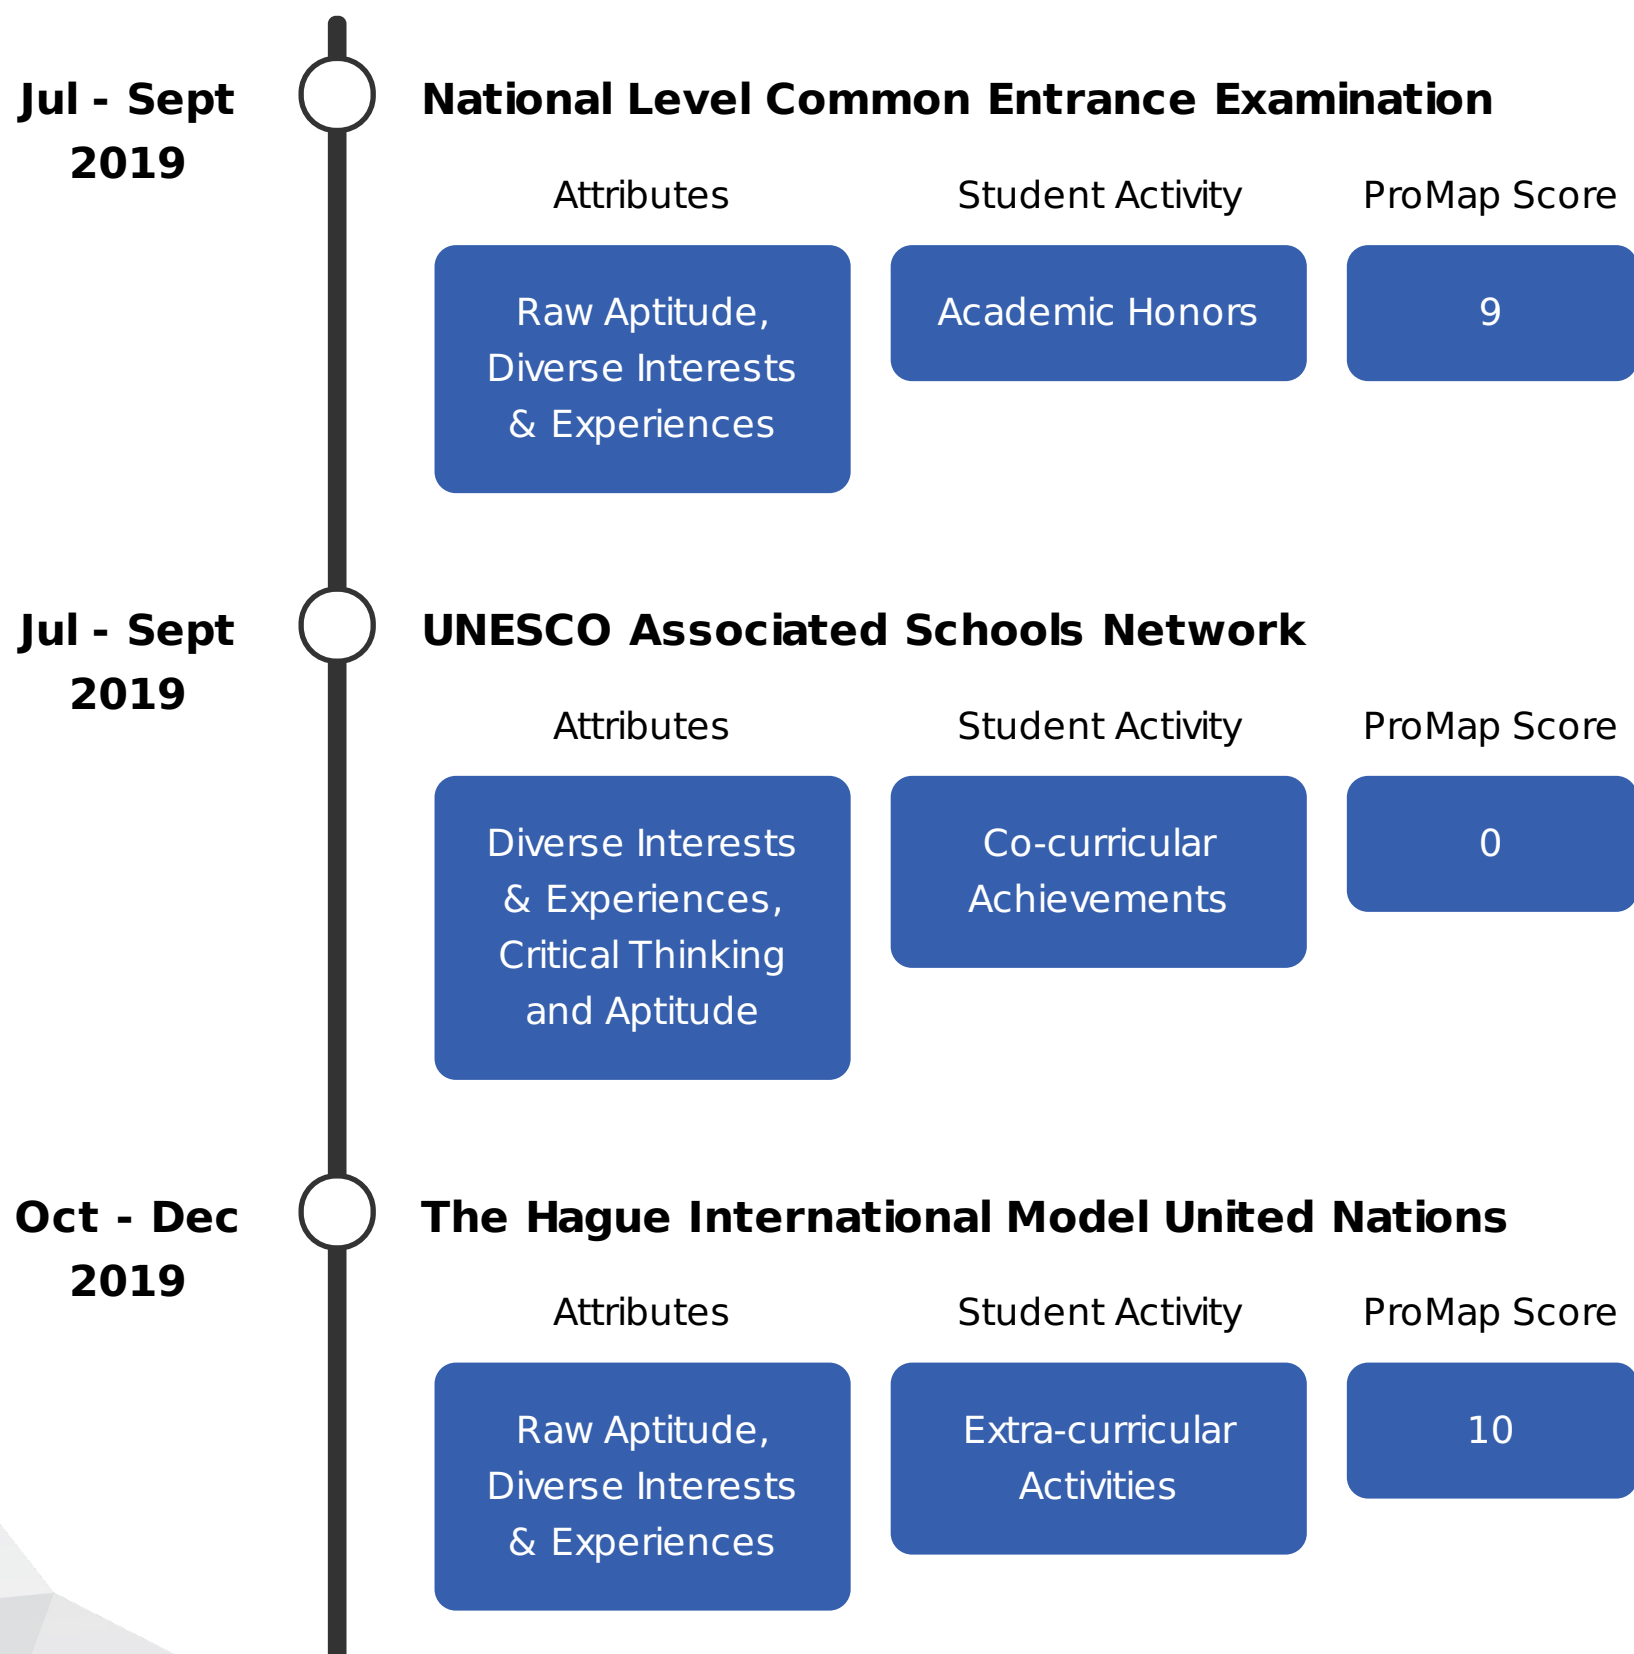 Jul - Sept
2019
National Level Common Entrance Examination
Attributes
Student Activity
ProMap Score
Raw Aptitude,
Diverse Interests
& Experiences
Academic Honors
9
Jul - Sept
2019
UNESCO Associated Schools Network
Attributes
Student Activity
ProMap Score
Diverse Interests
& Experiences,
Critical Thinking
and Aptitude
Co-curricular
Achievements
0
Oct - Dec
2019
The Hague International Model United Nations
Attributes
Student Activity
ProMap Score
Raw Aptitude,
Diverse Interests
& Experiences
Extra-curricular
Activities
10